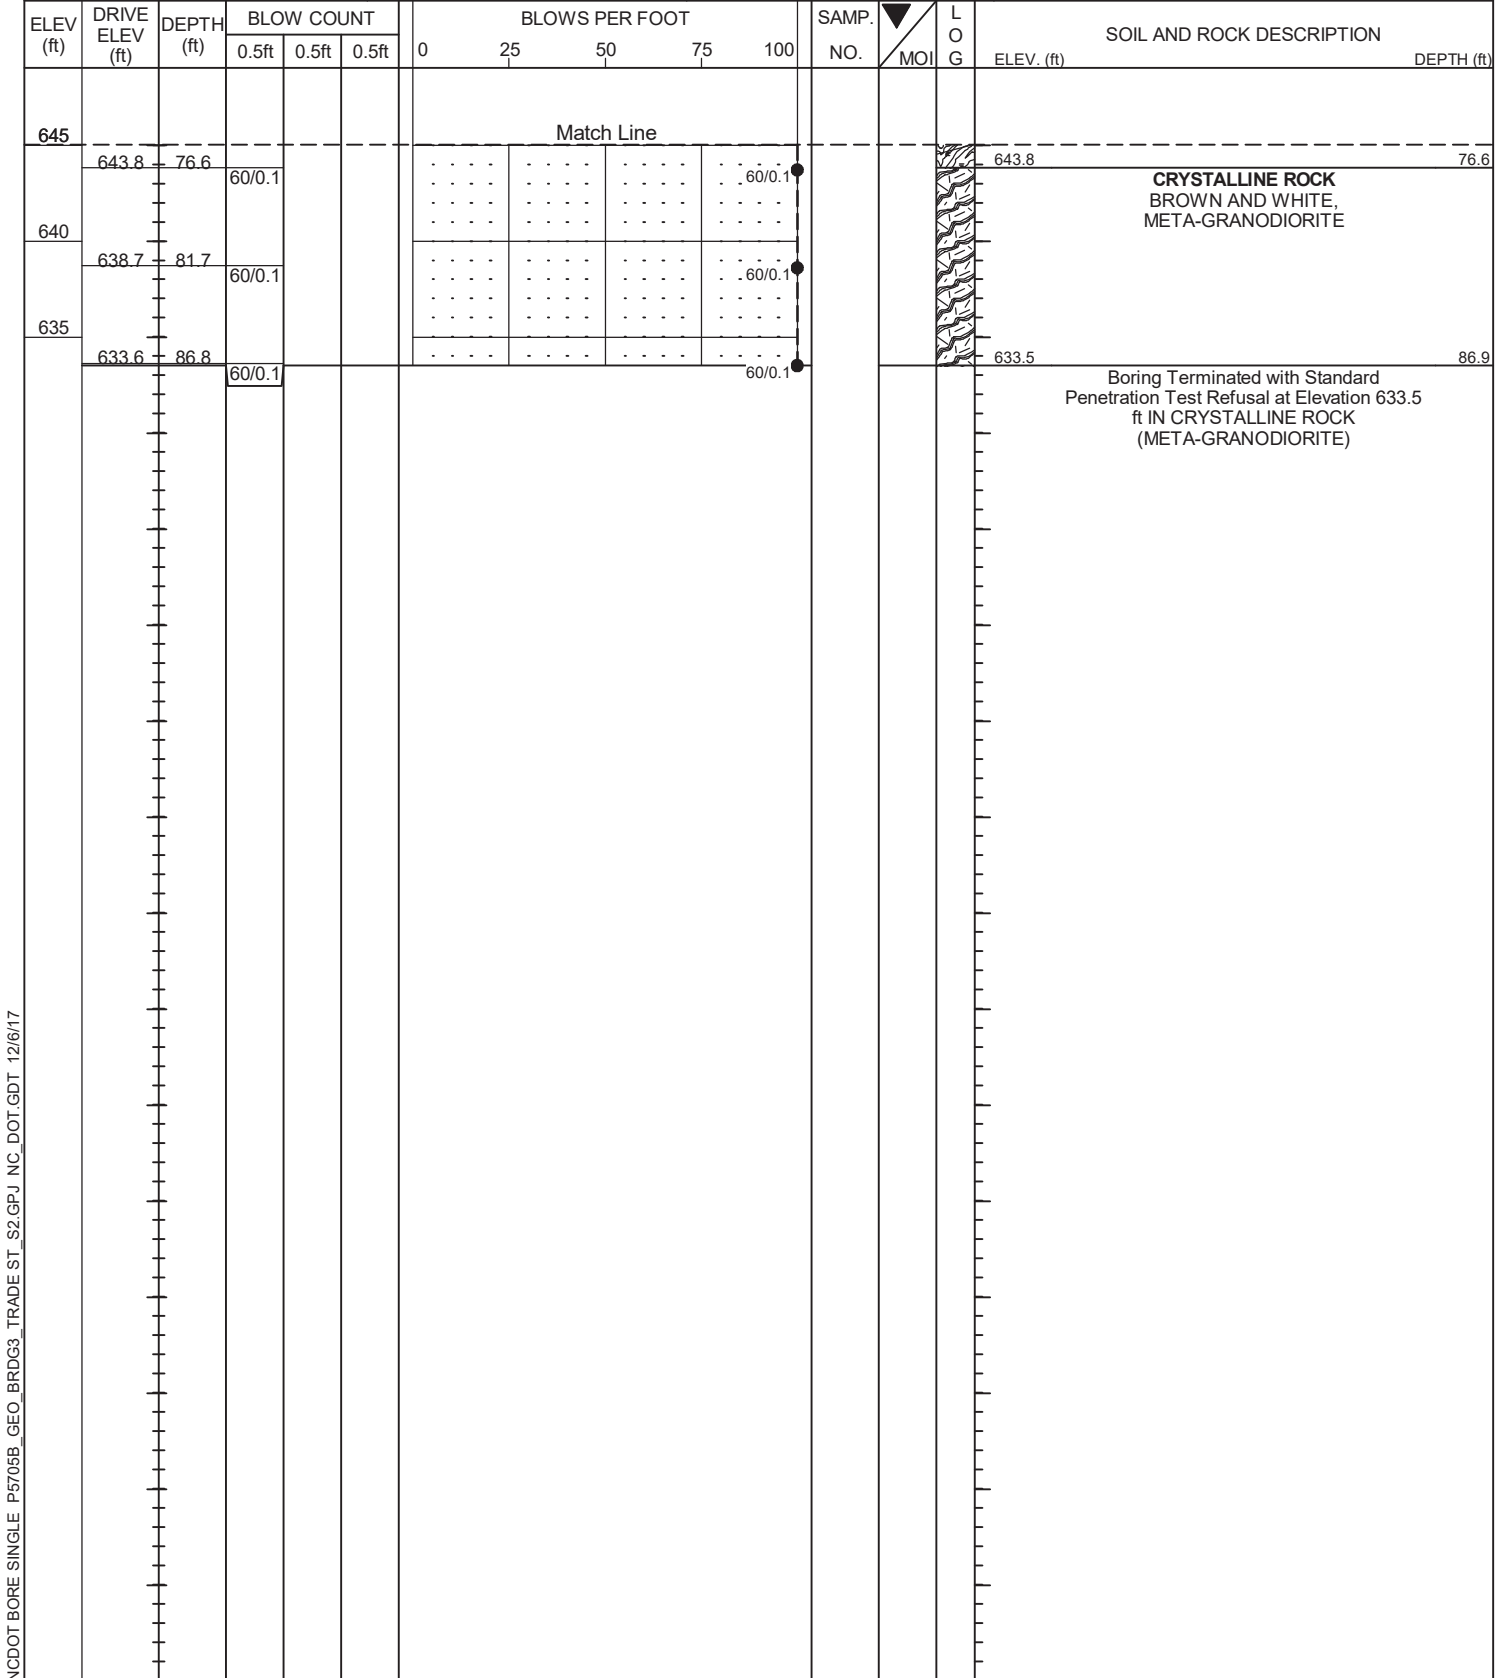 ELEV (ft) DRIVE ELEV (ft) DEPTH (ft) BLOW COUNT BLOWS PER FOOT SAMP. NO. MOI L O G SOIL AND ROCK DESCRIPTION
0.5ft 0.5ft 0.5ft 0 25 50 75 100 ELEV. (ft) DEPTH (ft)
645 Match Line
643.8 76.6 643.8 76.6
60/0.1 60/0.1 CRYSTALLINE ROCK
BROWN AND WHITE,
META-GRANODIORITE
640
638.7 81.7
60/0.1 60/0.1
635
633.6 86.8 633.5 86.9
60/0.1 60/0.1 Boring Terminated with Standard
Penetration Test Refusal at Elevation 633.5
ft IN CRYSTALLINE ROCK
(META-GRANODIORITE)
NCDOT BORE SINGLE P5705B_GEO_BRDG3_TRADE ST_S2.GPJ NC_DOT.GDT 12/6/17